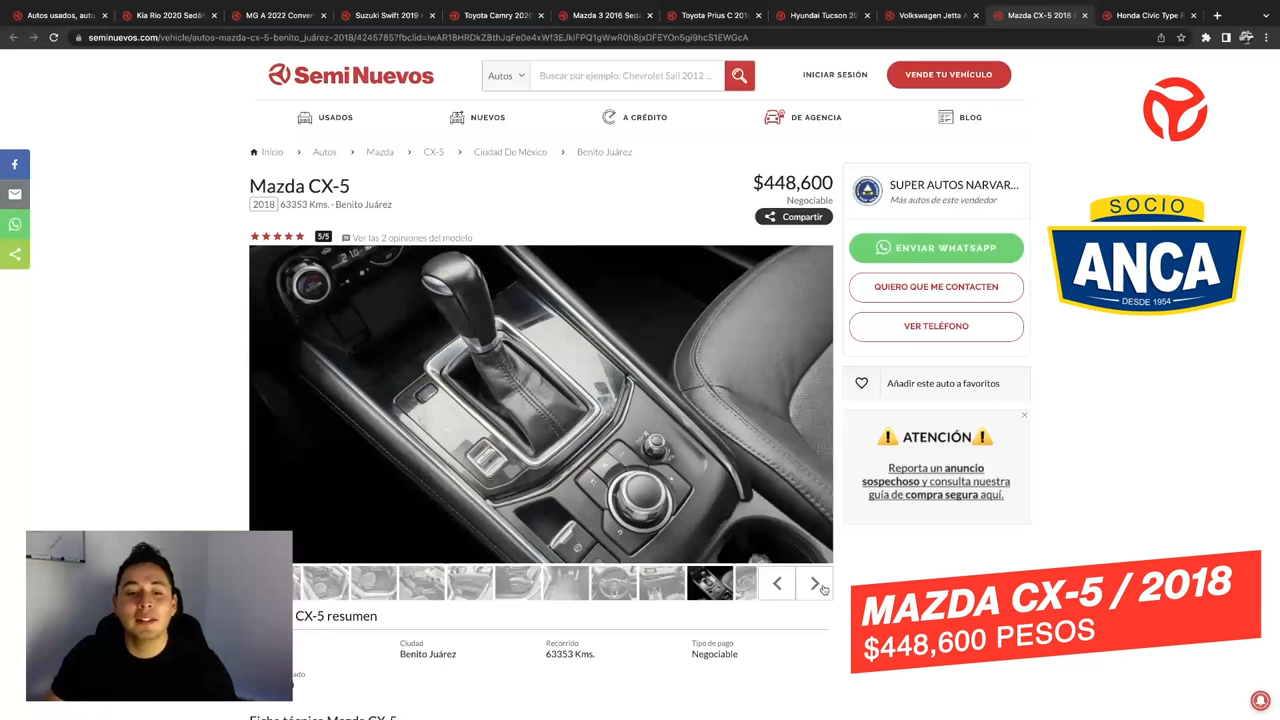 Autos usados, auto
Kia Rio 2020 Sedán
MG A 2022 Conver
Suzuki Swift 2019
Toyota Camry 202
Mazda 3 2016 Seda
Toyota Prius C 201
Hyundai Tucson 20
Volkswagen Jetta A
Mazda CX-5 2018
Honda Civic Type R
seminuevos.com/vehicle/autos-mazda-cx-5-benito_juárez-2018/4245785?
Semi Nuevos
Autos
Buscar por ejemplo: Chevrolet Sail 2012 ...
INICIAR SESIÓN
VENDE TU VEHÍCULO
USADOS
NUEVOS
A CRÉDITO
DE AGENCIA
BLOG
Inicio > Autos > Mazda > CX-5 > Ciudad De México > Benito Juárez
Mazda CX-5
2018 63353 Kms. · Benito Juárez
$448,600
Negociable
Compartir
5/5 Ver las 2 opiniones del modelo
SUPER AUTOS NARVAR...
Más autos de este vendedor
ENVIAR WHATSAPP
QUIERO QUE ME CONTACTEN
VER TELÉFONO
Añadir este auto a favoritos
ATENCIÓN
Reporta un anuncio
sospechoso y consulta nuestra
guía de compra segura aquí.
SOCIO
ANCA
DESDE 1954
CX-5 resumen
Ciudad
Benito Juárez
Recorrido
63353 Kms.
Tipo de pago
Negociable
MAZDA CX-5 / 2018
$448,600 PESOS